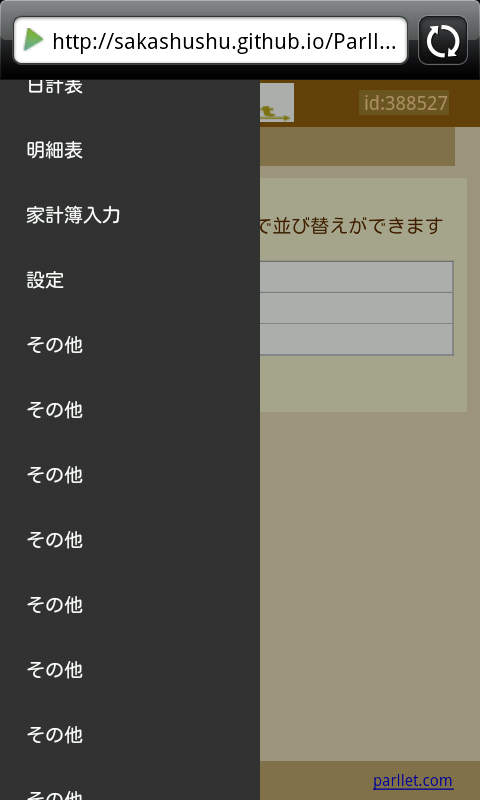 http://sakashushu.github.io/Parll...
日計表
id:388527
明細表
家計簿入力
で並び替えができます
設定
その他
その他
その他
その他
その他
その他
その他
その他
parllet.com